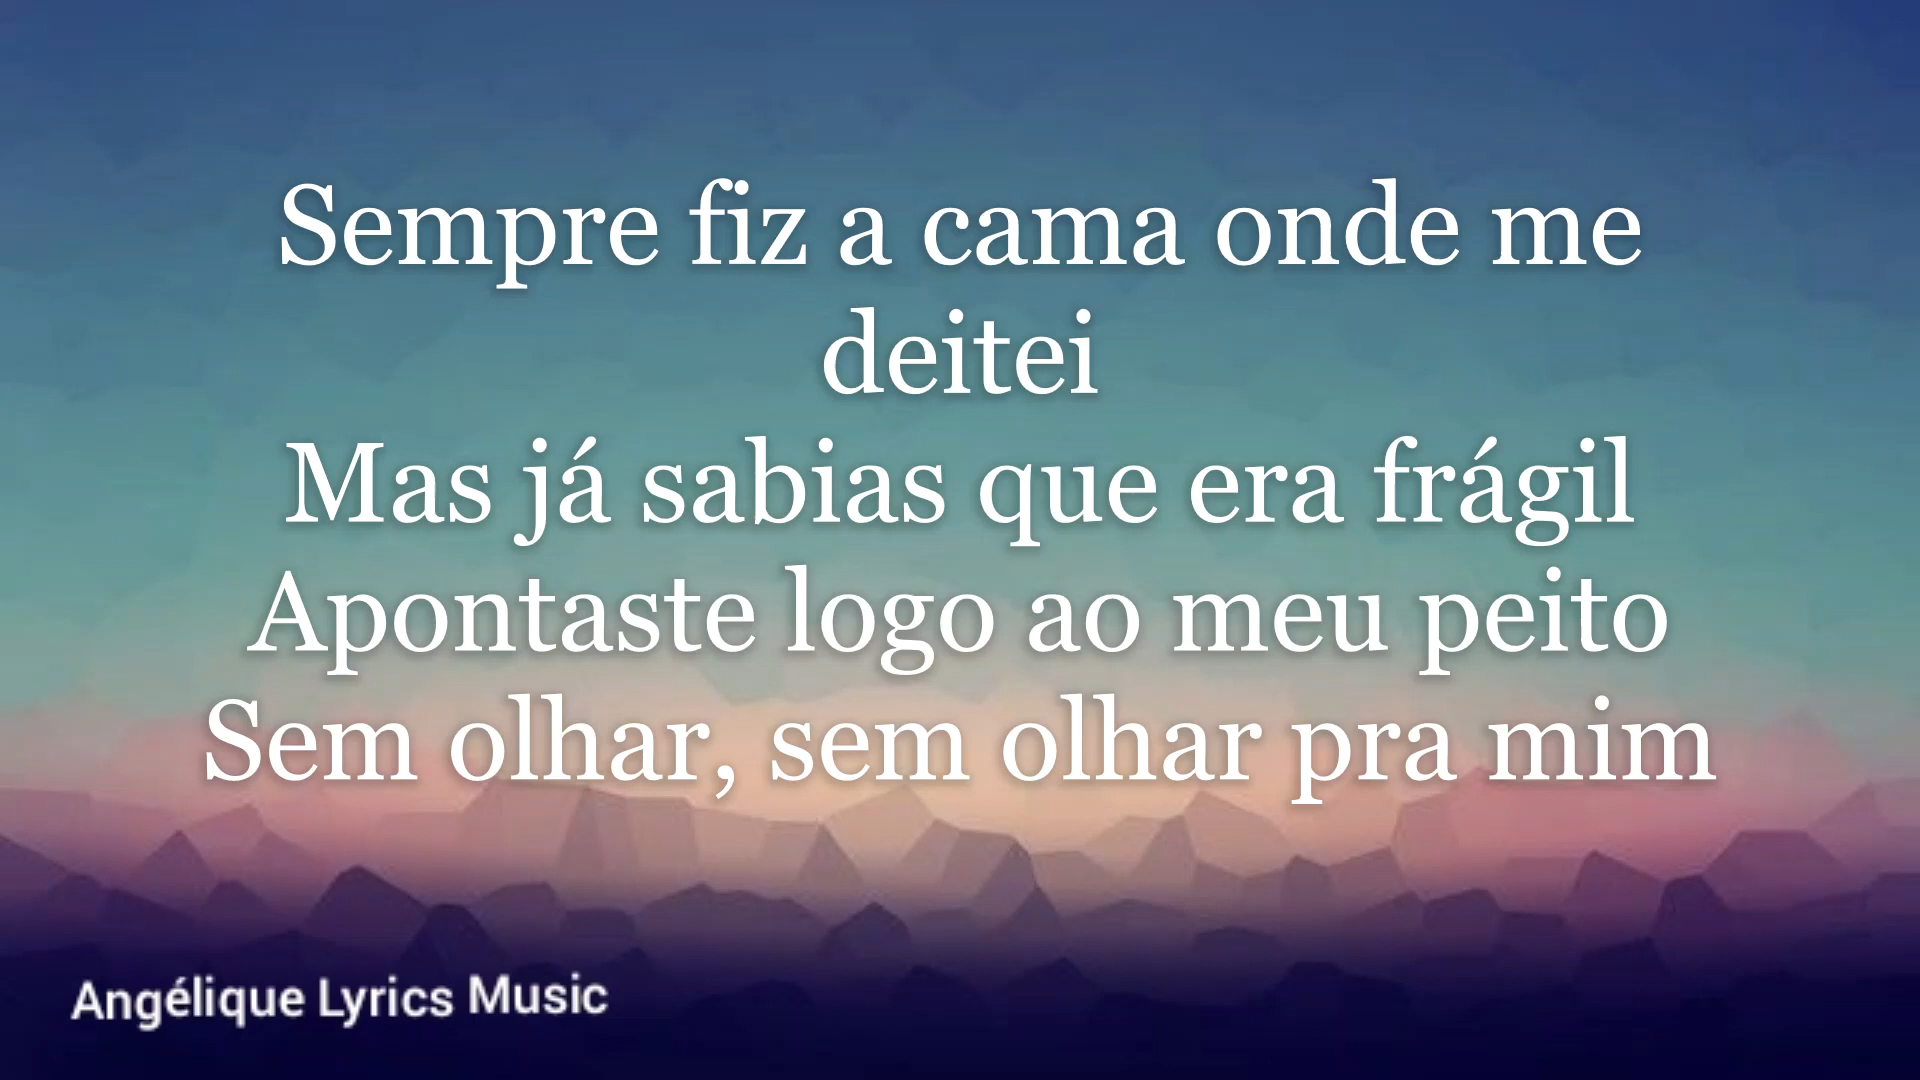 Sempre fiz a cama onde me
deitei
Mas já sabias que era frágil
Apontaste logo ao meu peito
Sem olhar, sem olhar pra mim
Angélique Lyrics Music